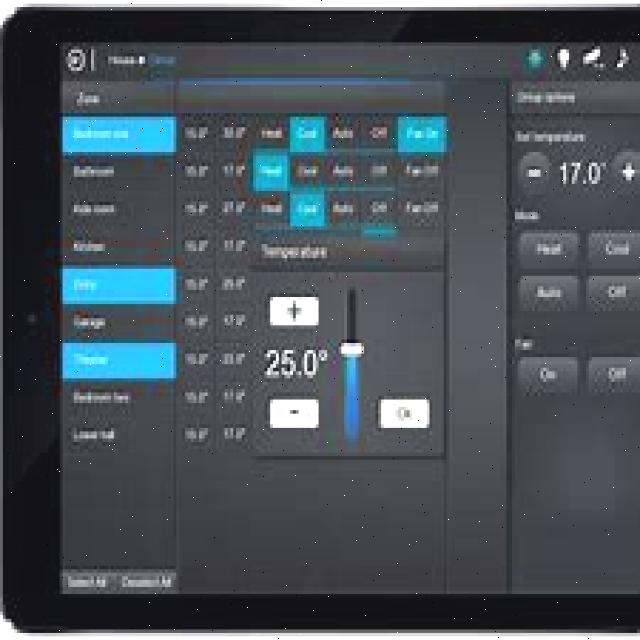 House
Zone
Group options
Bedroom one 15.0° 20.0° Heat Cool Auto Off Fan On
Set temperature
Bathroom 15.0° 17.0° Heat Cool Auto Off Fan Off
- 17.0° +
Kids room 15.0° 27.0° Heat Cool Auto Off Fan Off
Mode
Kitchen 15.0° 17.0° Temperature
Heat Cool
Entry 15.0° 25.0°
Auto Off
Garage 15.0° 17.0°
+
Fan
Theatre 15.0° 25.0° 25.0°
On Off
Bedroom two 15.0° 17.0°
- Ok
Lower hall 15.0° 17.0°
Select All Deselect All